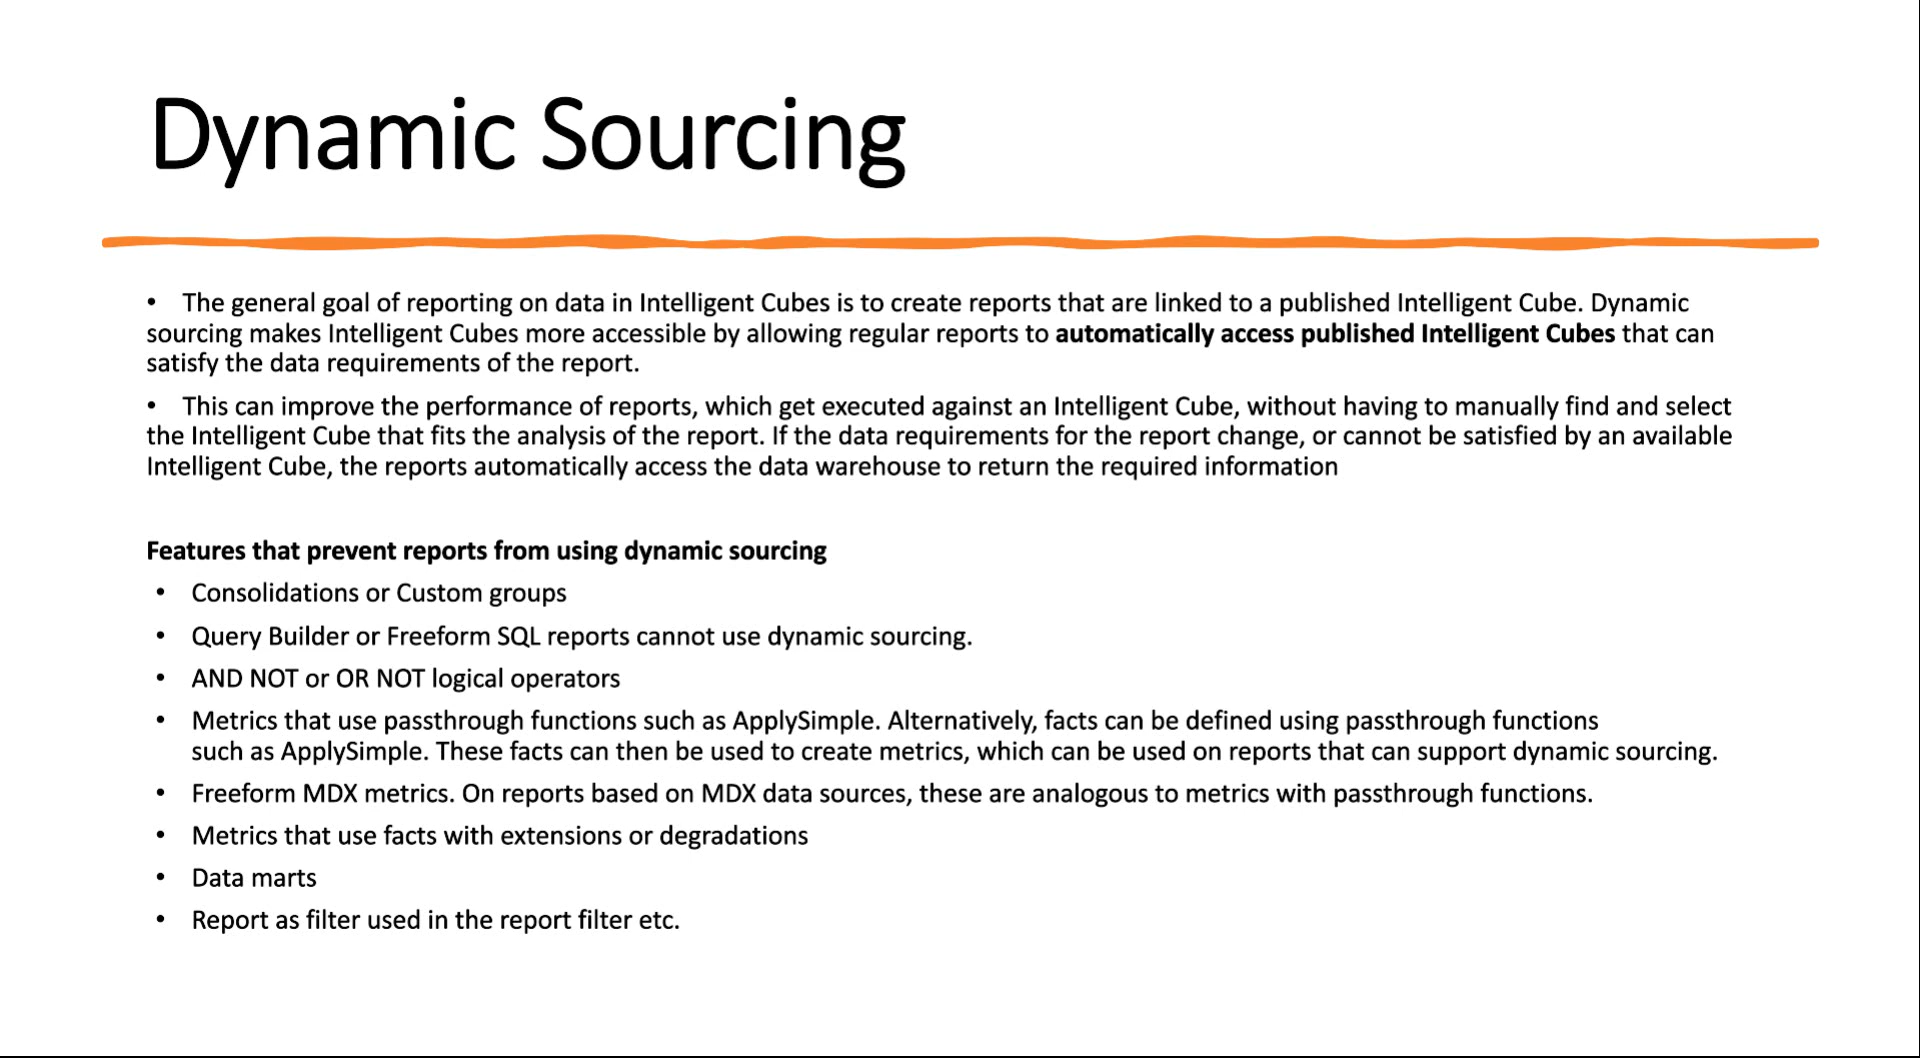 Dynamic Sourcing
• The general goal of reporting on data in Intelligent Cubes is to create reports that are linked to a published Intelligent Cube. Dynamic
sourcing makes Intelligent Cubes more accessible by allowing regular reports to automatically access published Intelligent Cubes that can
satisfy the data requirements of the report.
• This can improve the performance of reports, which get executed against an Intelligent Cube, without having to manually find and select
the Intelligent Cube that fits the analysis of the report. If the data requirements for the report change, or cannot be satisfied by an available
Intelligent Cube, the reports automatically access the data warehouse to return the required information
Features that prevent reports from using dynamic sourcing
• Consolidations or Custom groups
• Query Builder or Freeform SQL reports cannot use dynamic sourcing.
• AND NOT or OR NOT logical operators
• Metrics that use passthrough functions such as ApplySimple. Alternatively, facts can be defined using passthrough functions
such as ApplySimple. These facts can then be used to create metrics, which can be used on reports that can support dynamic sourcing.
• Freeform MDX metrics. On reports based on MDX data sources, these are analogous to metrics with passthrough functions.
• Metrics that use facts with extensions or degradations
• Data marts
• Report as filter used in the report filter etc.